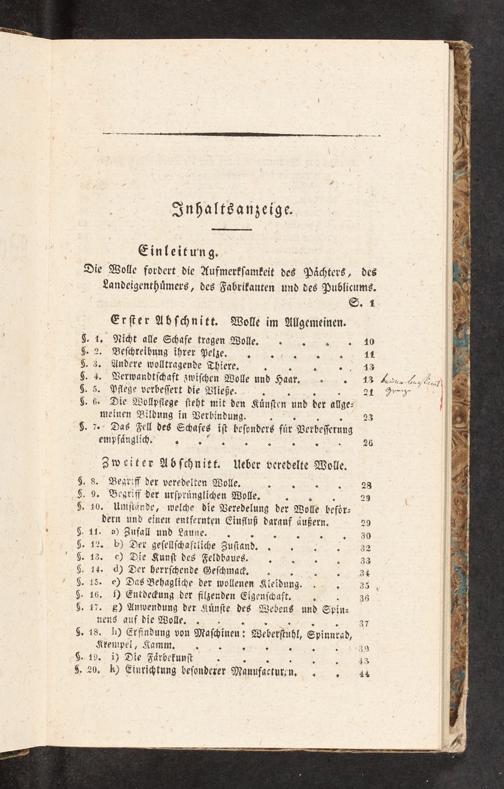 Inhaltsanzeige.
Einleitung.
Die Wolle fordert die Aufmerksamkeit des Pächters, des
Landeigenthümers, des Fabrikanten und des Publicums.
S. 1
Erster Abschnitt. Wolle im Allgemeinen.
§. 1. Nicht alle Schafe tragen Wolle. 10
§. 2. Beschreibung ihrer Pelze. 11
§. 3. Andere wolltragende Thiere. 13
§. 4. Verwandtschaft zwischen Wolle und Haar. 13
§. 5. Pflege verbessert die Vließe. 21
§. 6. Die Wollpflege steht mit den Künsten und der allge-
meinen Bildung in Verbindung. 23
§. 7. Das Fell des Schafes ist besonders für Verbesserung
empfänglich. 26
Zweiter Abschnitt. Ueber veredelte Wolle.
§. 8. Begriff der veredelten Wolle. 28
§. 9. Begriff der ursprünglichen Wolle. 29
§. 10. Umstände, welche die Veredelung der Wolle beför-
dern und einen entfernten Einfluß darauf äußern. 29
§. 11. a) Zufall und Laune. 30
§. 12. b) Der gesellschaftliche Zustand. 32
§. 13. c) Die Kunst des Feldbaues. 33
§. 14. d) Der herrschende Geschmack. 34
§. 15. e) Das Behagliche der wollenen Kleidung. 35
§. 16. f) Entdeckung der filzenden Eigenschaft. 36
§. 17. g) Anwendung der Künste des Webens und Spin-
nens auf die Wolle. 37
§. 18. h) Erfindung von Maschinen: Weberstuhl, Spinnrad,
Krempel, Kamm. 39
§. 19. i) Die Färbekunst 43
§. 20. k) Einrichtung besonderer Manufacturen. 44